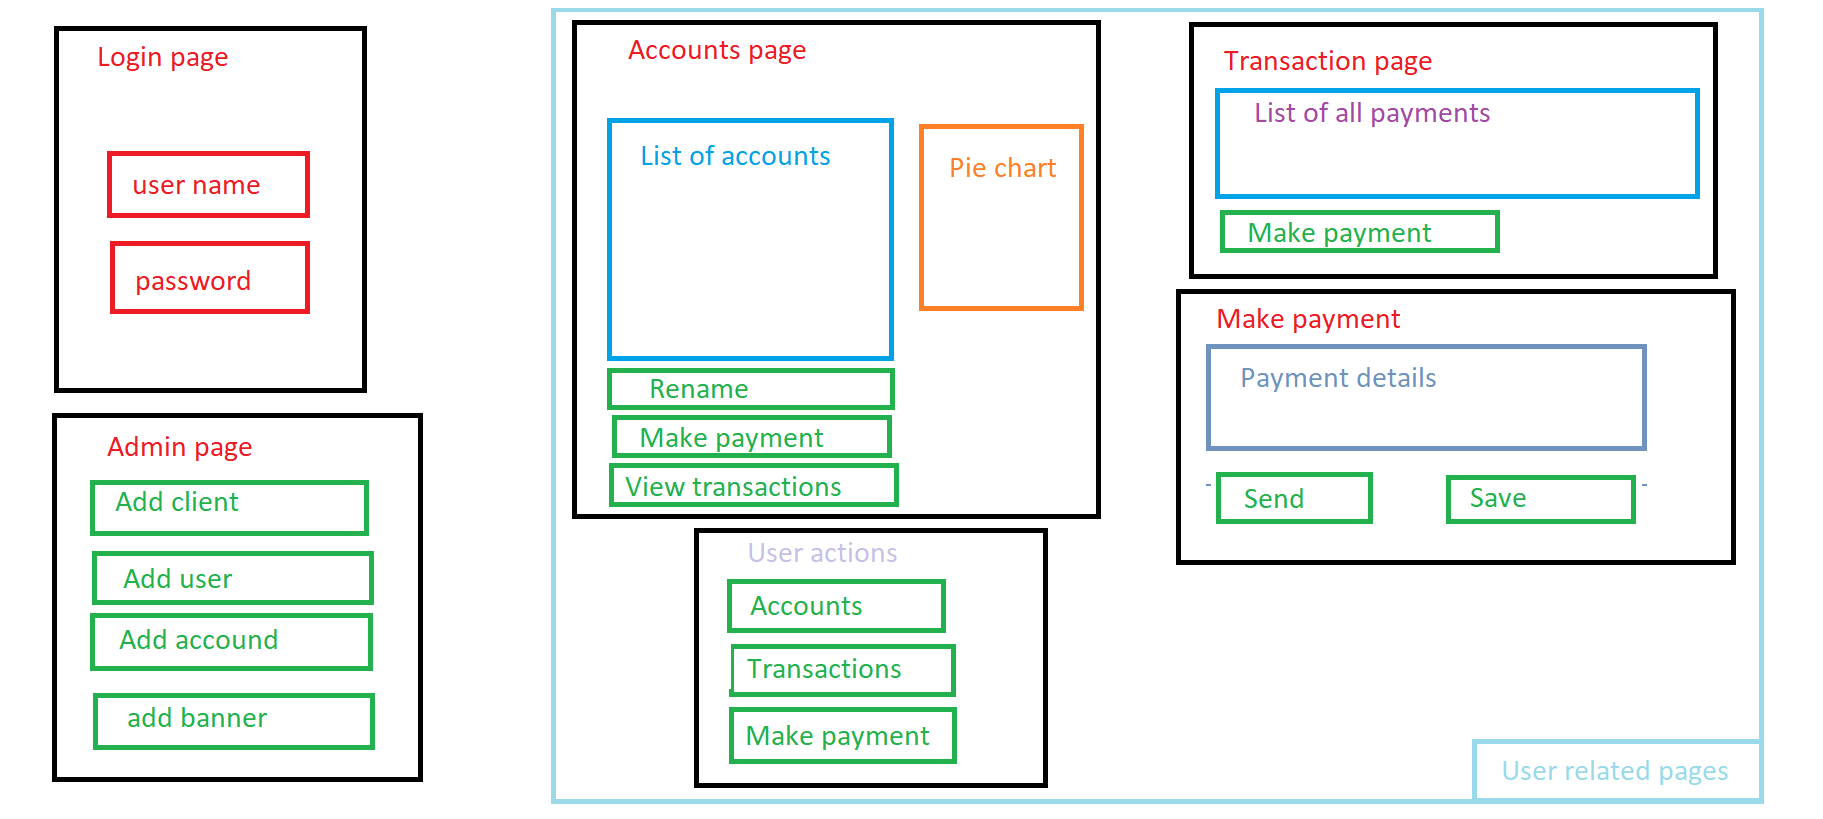 Login page
user name
password
Admin page
Add client
Add user
Add accound
add banner
Accounts page
List of accounts
Pie chart
Rename
Make payment
View transactions
User actions
Accounts
Transactions
Make payment
Transaction page
List of all payments
Make payment
Make payment
Payment details
Send
Save
User related pages